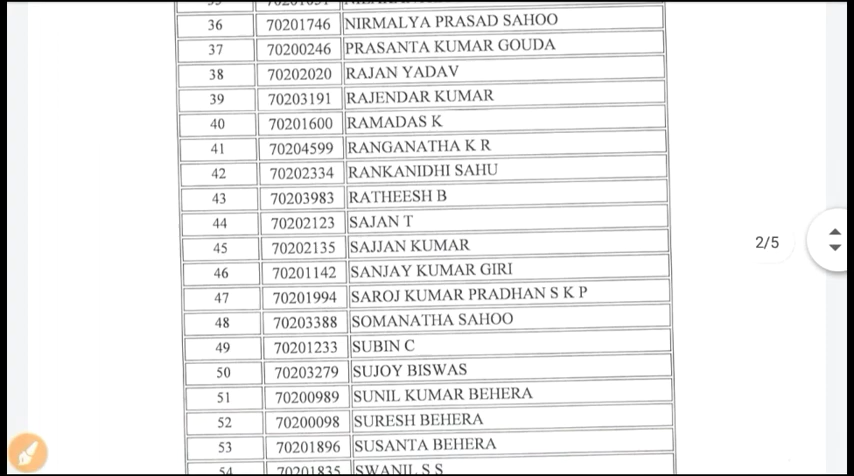 36 70201746 NIRMALYA PRASAD SAHOO
37 70200246 PRASANTA KUMAR GOUDA
38 70202020 RAJAN YADAV
39 70203191 RAJENDAR KUMAR
40 70201600 RAMADAS K
41 70204599 RANGANATHA K R
42 70202334 RANKANIDHI SAHU
43 70203983 RATHEESH B
44 70202123 SAJAN T
45 70202135 SAJJAN KUMAR
2/5
46 70201142 SANJAY KUMAR GIRI
47 70201994 SAROJ KUMAR PRADHAN S K P
48 70203388 SOMANATHA SAHOO
49 70201233 SUBIN C
50 70203279 SUJOY BISWAS
51 70200989 SUNIL KUMAR BEHERA
52 70200098 SURESH BEHERA
53 70201896 SUSANTA BEHERA
54 70201835 SWANIL S S